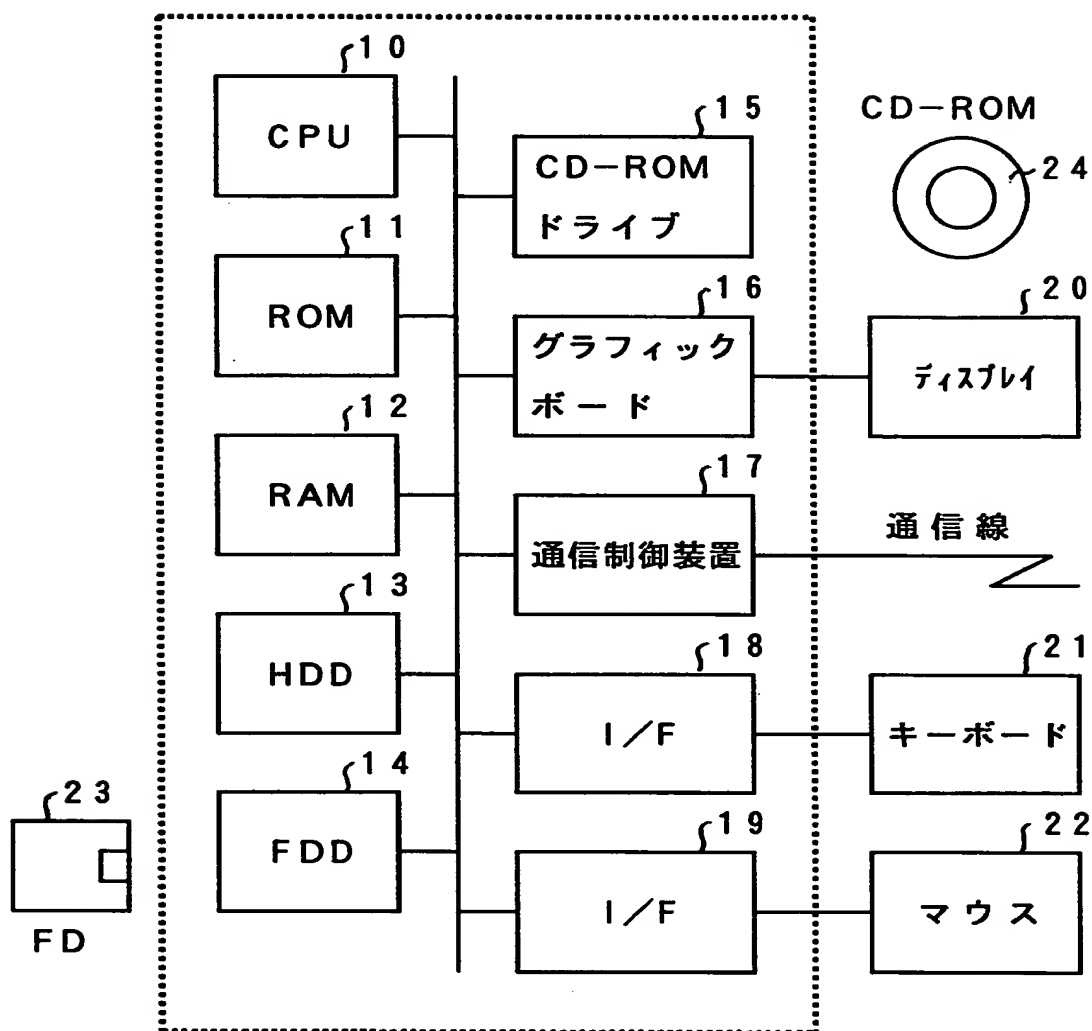 10
CPU
11
ROM
12
RAM
13
HDD
14
FDD
23
FD
15
CD-ROM
ドライブ
16
グラフィック
ボード
17
通信制御装置
18
I/F
19
I/F
CD-ROM
24
20
ディスプレイ
通信線
21
キーボード
22
マウス